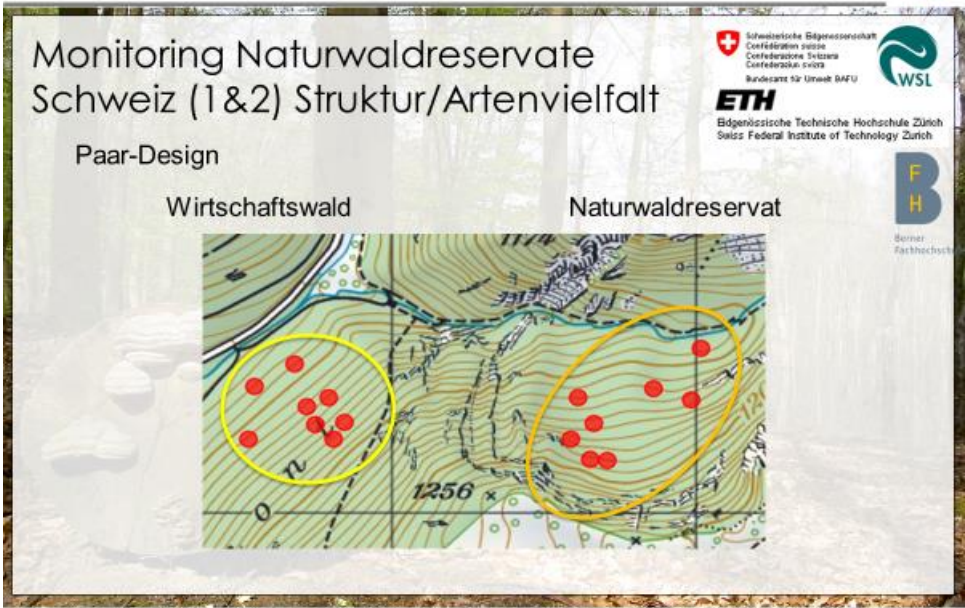 Monitoring Naturwaldreservate
Schweiz (1&2) Struktur/Artenvielfalt
Schweizerische Eidgenossenschaft
Confédération suisse
Confederazione Svizzera
Confederaziun svizra
Bundesamt für Umwelt BAFU
WSL
ETH
Eidgenössische Technische Hochschule Zürich
Swiss Federal Institute of Technology Zurich
Paar-Design
F
B
H
Berner
Wirtschaftswald
Naturwaldreservat
1256